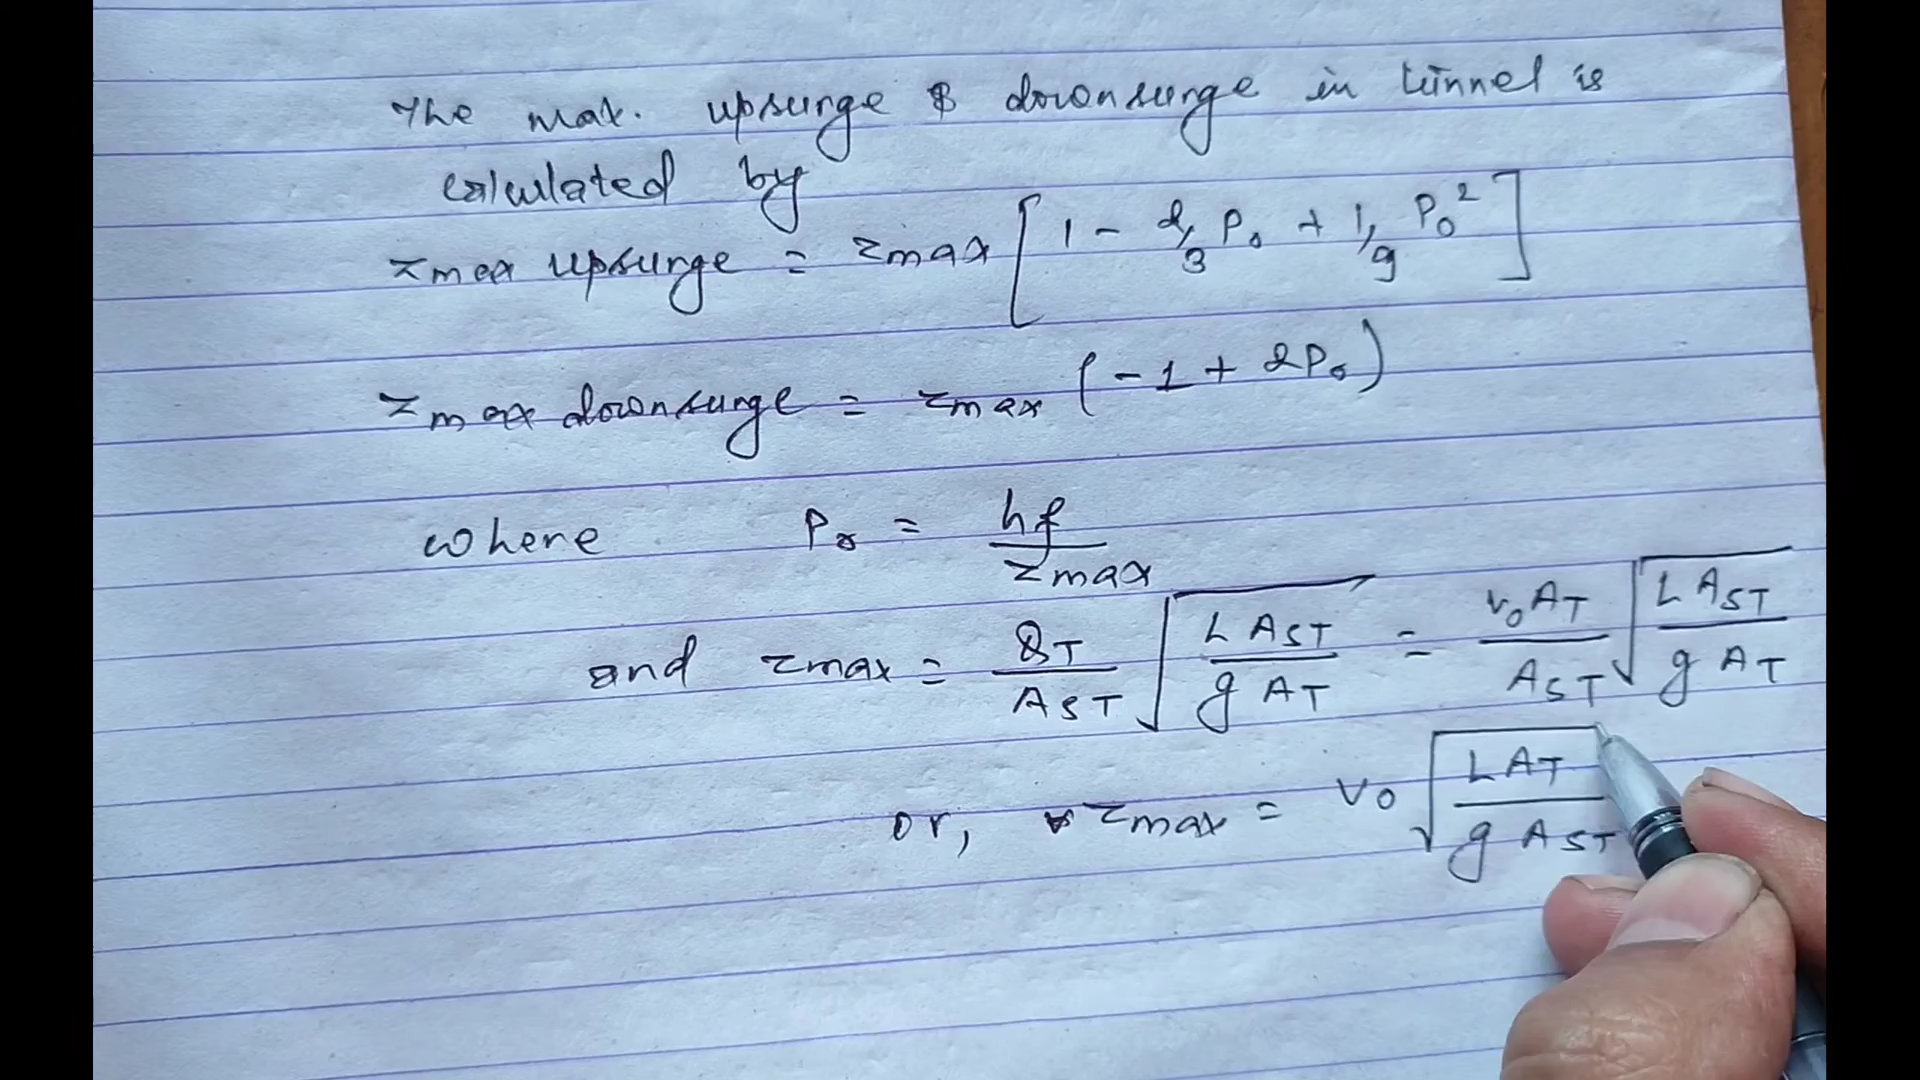 The max. upsurge & downsurge in tunnel is
calculated by
zmax upsurge = zmax [1 - 2/3 P₀ + 1/9 P₀²]
zmax downsurge = zmax (-1 + 2P₀)
where P₀ = hf / zmax
and zmax = QT / AST √(L AST / g AT) = v₀AT / AST √(L AST / g AT)
or, zmax = v₀ √(L AT / g AST)